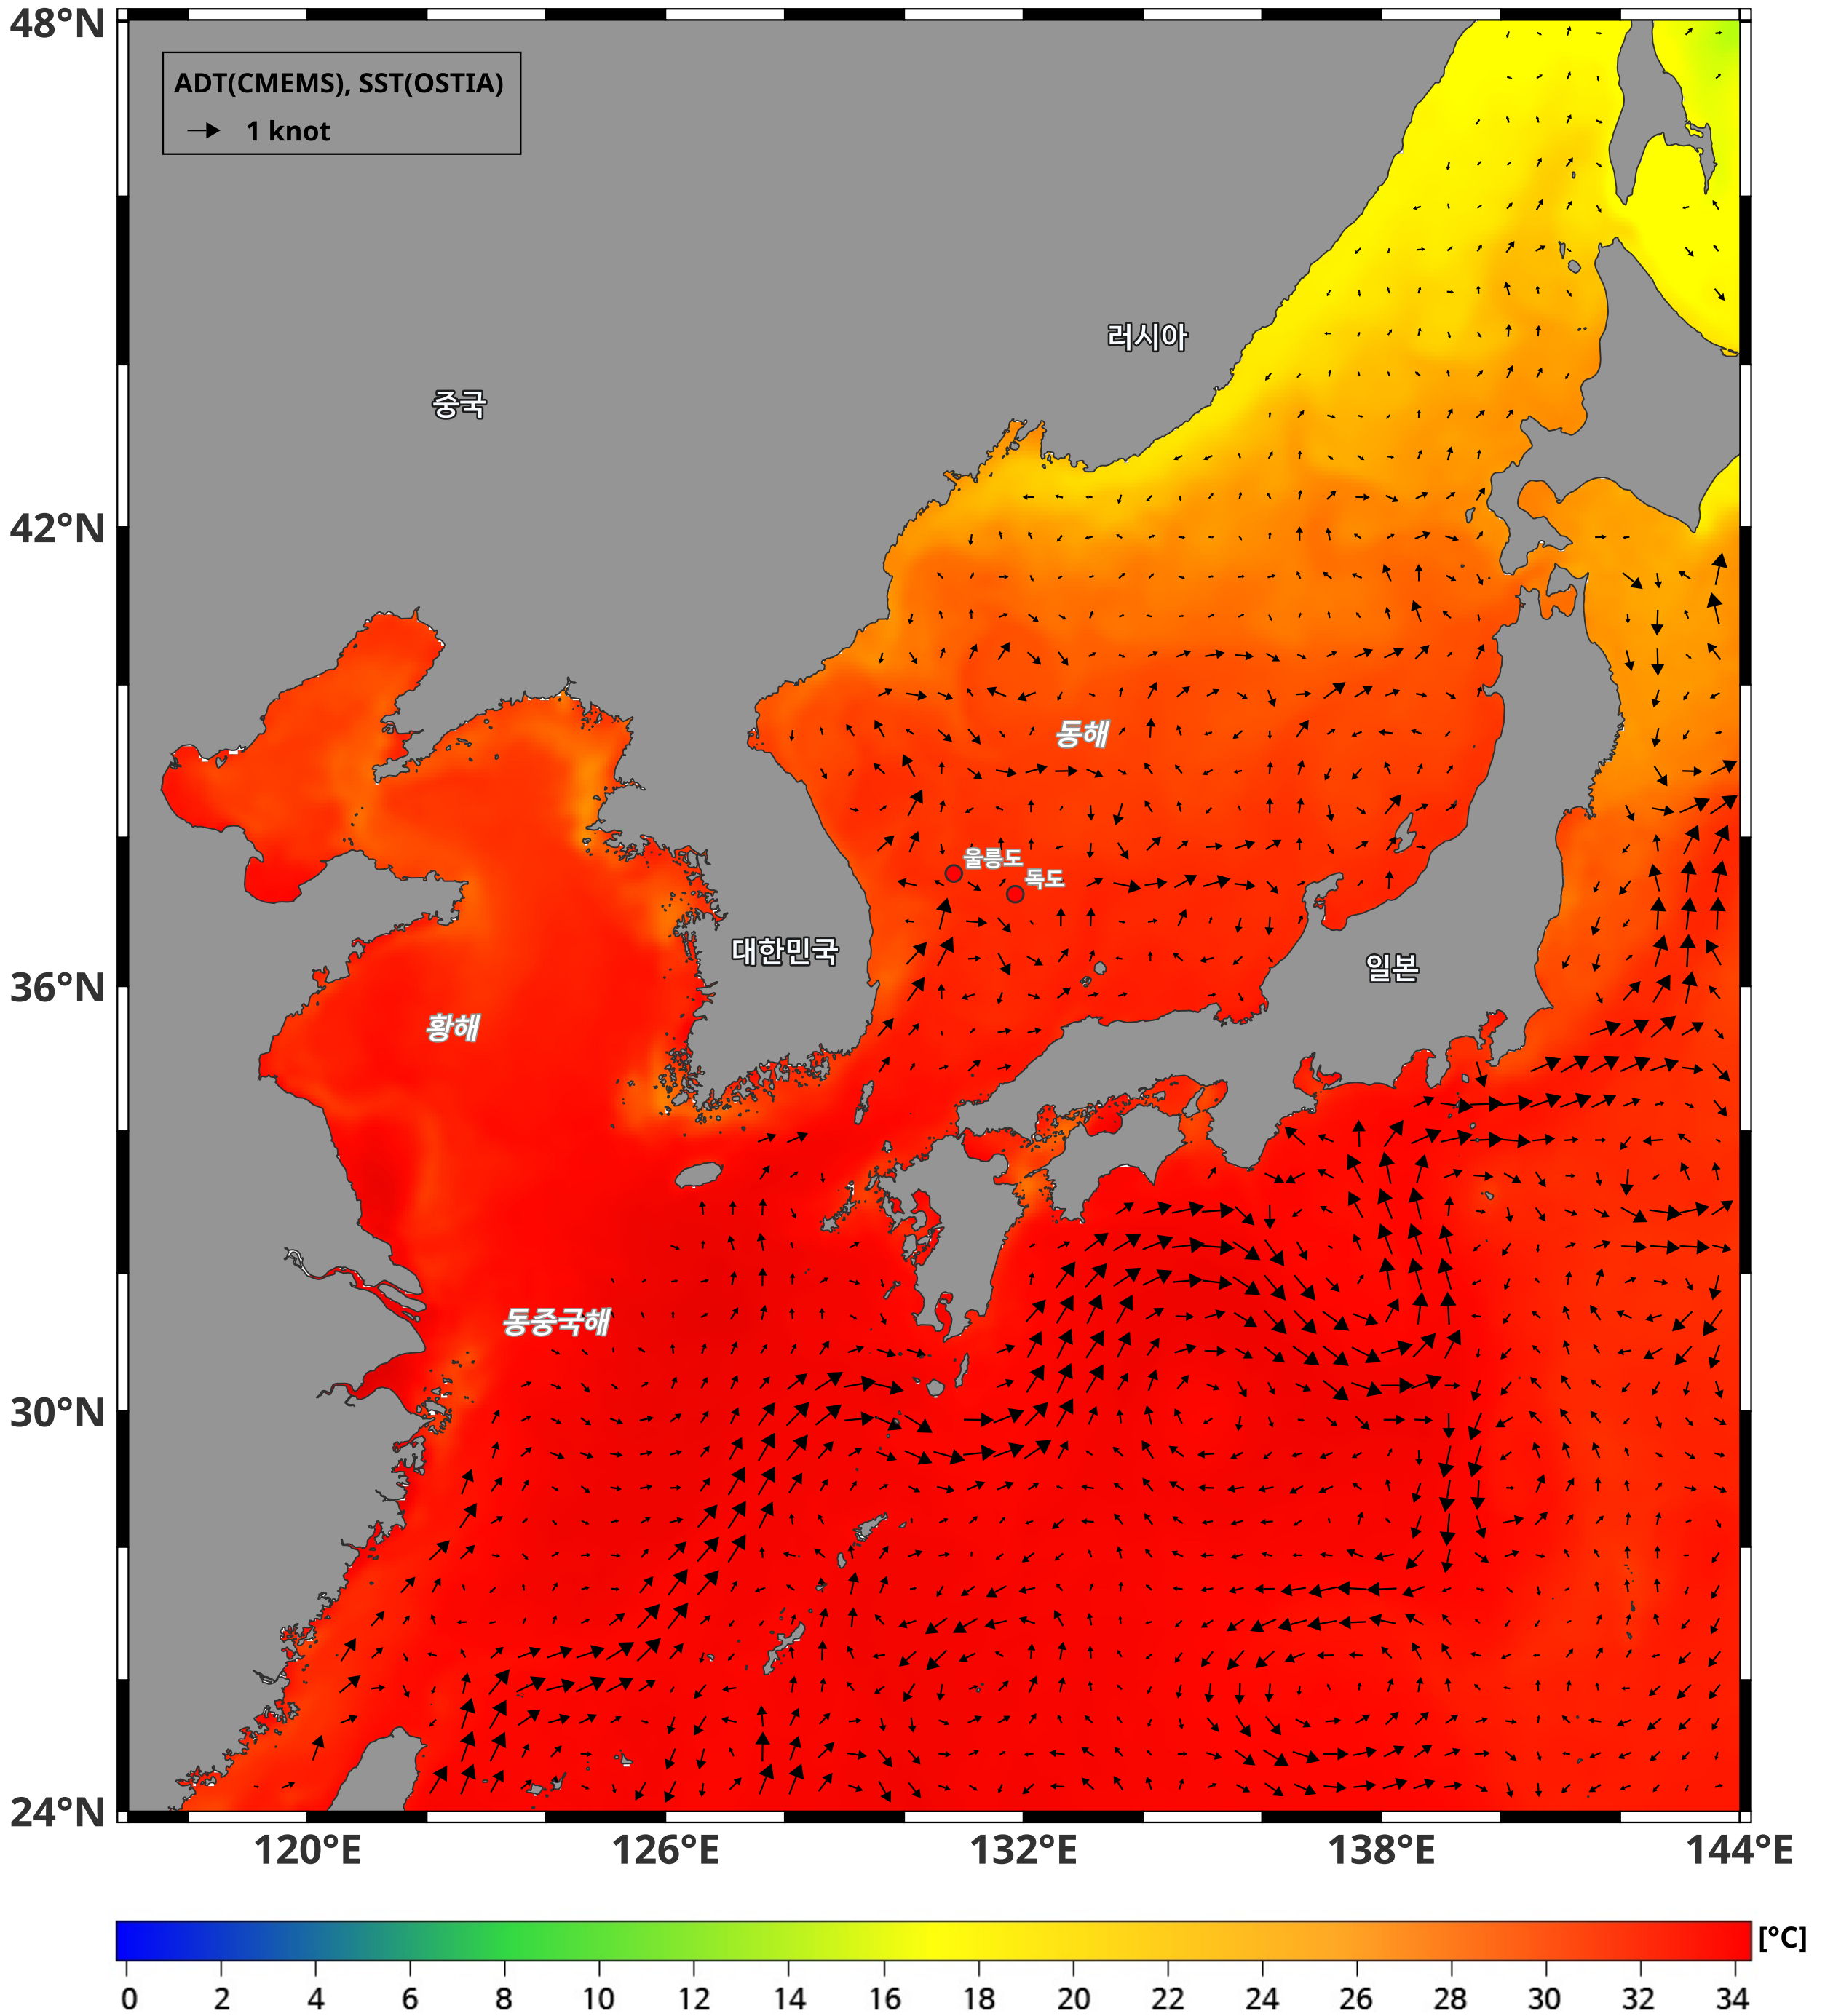 48°N
ADT(CMEMS), SST(OSTIA)
1 knot
러시아
중국
42°N
동해
울릉도
독도
대한민국
일본
36°N
황해
동중국해
30°N
24°N
120°E 126°E 132°E 138°E 144°E
[°C]
0 2 4 6 8 10 12 14 16 18 20 22 24 26 28 30 32 34